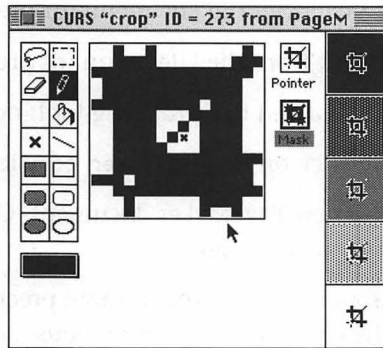 CURS “crop” ID = 273 from PageM
Pointer
Mask